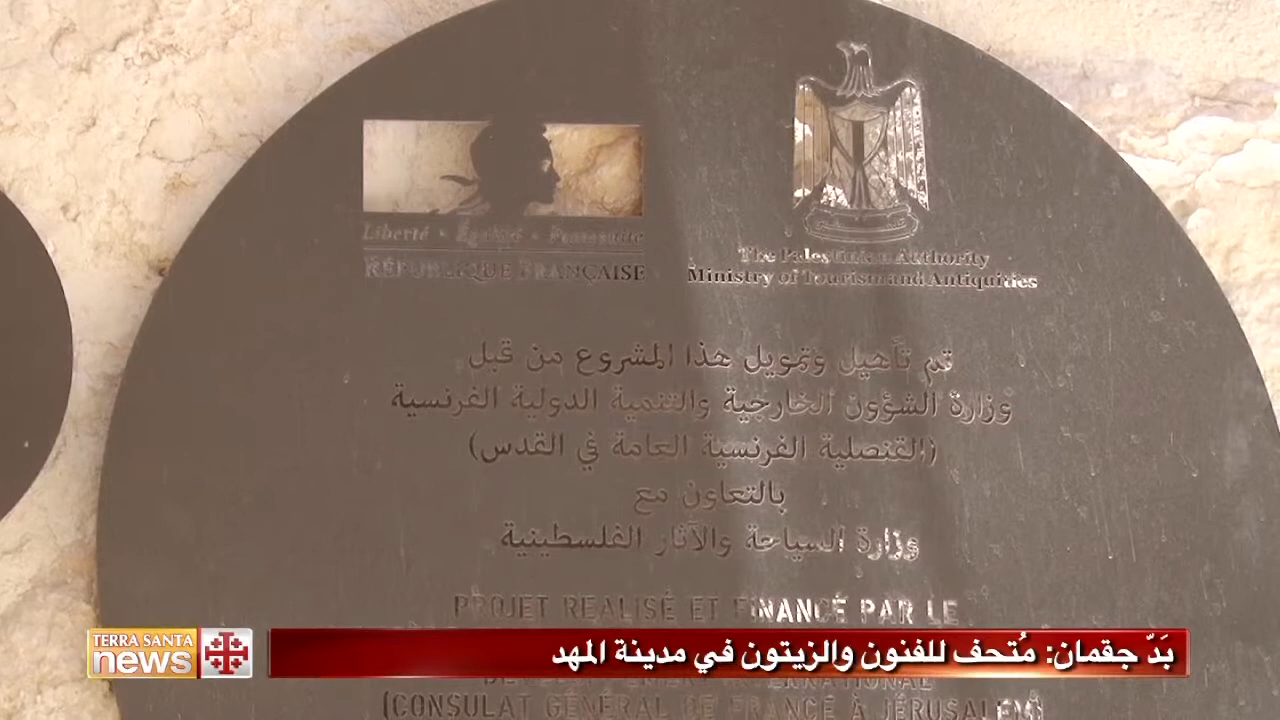 Liberté • Égalité • Fraternité
RÉPUBLIQUE FRANÇAISE
The Palestinian Authority
Ministry of Tourism and Antiquities
تم تأهيل وتمويل هذا المشروع من قبل
وزارة الشؤون الخارجية والتنمية الدولية الفرنسية
(القنصلية الفرنسية العامة في القدس)
بالتعاون مع
وزارة السياحة والآثار الفلسطينية
PROJET REALISÉ ET FINANCÉ PAR LE
(CONSULAT GÉNÉRAL DE FRANCE À JÉRUSALEM)
TERRA SANTA
news
بَدّ جقمان: مُتحف للفنون والزيتون في مدينة المهد